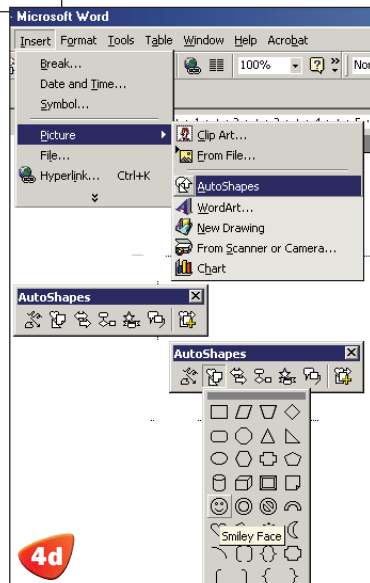 Microsoft Word
Insert Format Tools Table Window Help Acrobat
Break...
100%
Date and Time...
Symbol...
Picture
Clip Art...
File...
From File...
Hyperlink... Ctrl+K
AutoShapes
WordArt...
New Drawing
From Scanner or Camera...
Chart
AutoShapes
AutoShapes
Smiley Face
4d